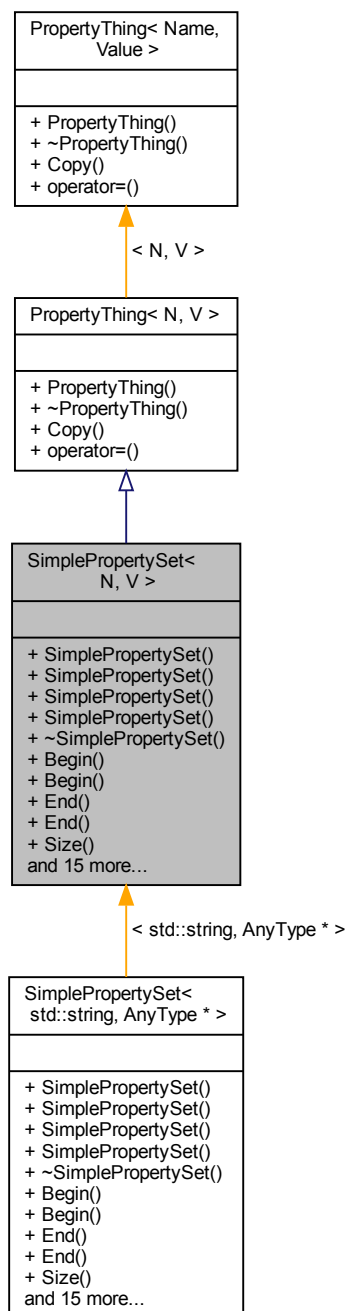 PropertyThing< Name,
Value >
+ PropertyThing()
+ ~PropertyThing()
+ Copy()
+ operator=()
< N, V >
PropertyThing< N, V >
+ PropertyThing()
+ ~PropertyThing()
+ Copy()
+ operator=()
SimplePropertySet<
N, V >
+ SimplePropertySet()
+ SimplePropertySet()
+ SimplePropertySet()
+ SimplePropertySet()
+ ~SimplePropertySet()
+ Begin()
+ Begin()
+ End()
+ End()
+ Size()
and 15 more...
< std::string, AnyType * >
SimplePropertySet<
std::string, AnyType * >
+ SimplePropertySet()
+ SimplePropertySet()
+ SimplePropertySet()
+ SimplePropertySet()
+ ~SimplePropertySet()
+ Begin()
+ Begin()
+ End()
+ End()
+ Size()
and 15 more...